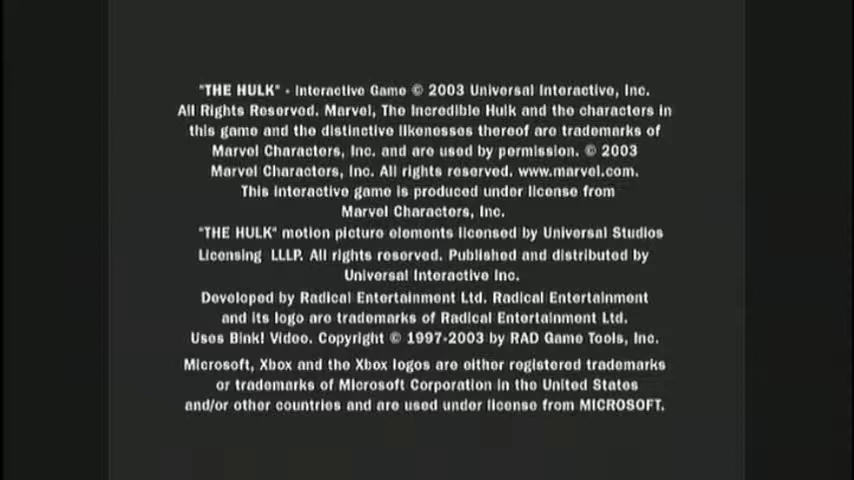 "THE HULK" - Interactive Game © 2003 Universal Interactive, Inc.
All Rights Reserved. Marvel, The Incredible Hulk and the characters in
this game and the distinctive likenesses thereof are trademarks of
Marvel Characters, Inc. and are used by permission. © 2003
Marvel Characters, Inc. All rights reserved. www.marvel.com.
This interactive game is produced under license from
Marvel Characters, Inc.
"THE HULK" motion picture elements licensed by Universal Studios
Licensing LLLP. All rights reserved. Published and distributed by
Universal Interactive Inc.
Developed by Radical Entertainment Ltd. Radical Entertainment
and its logo are trademarks of Radical Entertainment Ltd.
Uses Bink! Video. Copyright © 1997-2003 by RAD Game Tools, Inc.
Microsoft, Xbox and the Xbox logos are either registered trademarks
or trademarks of Microsoft Corporation in the United States
and/or other countries and are used under license from MICROSOFT.